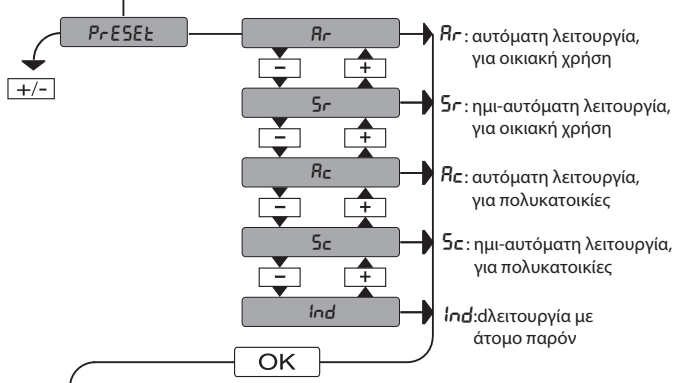 PrESEt
Ar
Ar: αυτόματη λειτουργία,
για οικιακή χρήση
- +
+/-
Sr
Sr: ημι-αυτόματη λειτουργία,
για οικιακή χρήση
- +
Ac
Ac: αυτόματη λειτουργία,
για πολυκατοικίες
- +
Sc
Sc: ημι-αυτόματη λειτουργία,
για πολυκατοικίες
- +
Ind
Ind:dλειτουργία με
άτομο παρόν
OK